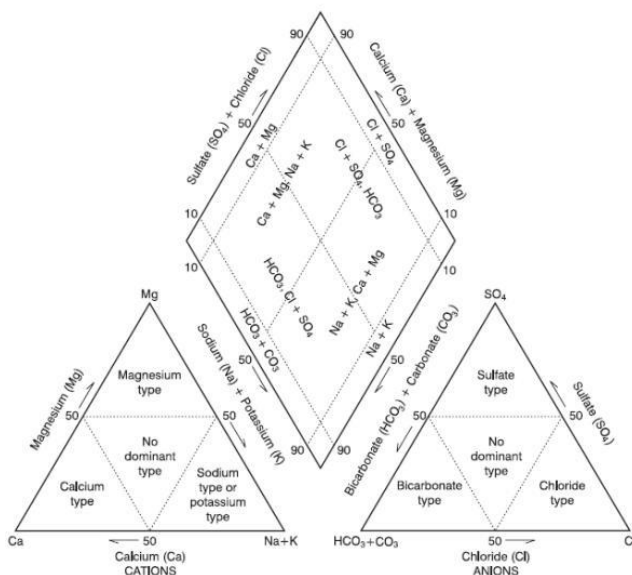 90
90
Sulfate (SO4) + Chloride (Cl)
Calcium (Ca) + Magnesium (Mg)
50
50
Ca + Mg
Cl + SO4
Ca + Mg, Na + K
Cl + SO4, HCO3
10
10
10
10
HCO3, Cl + SO4
Na + K, Ca + Mg
HCO3 + CO3
Na + K
Sodium (Na) + Potassium (K)
Bicarbonate (HCO3) + Carbonate (CO3)
50
50
90
90
Mg
Magnesium (Mg)
Magnesium
type
50
50
No
dominant
type
Calcium
type
Sodium
type or
potassium
type
Ca
50
Na+K
Calcium (Ca)
CATIONS
SO4
Sulfate (SO4)
Sulfate
type
50
50
No
dominant
type
Bicarbonate
type
Chloride
type
HCO3+CO3
50
C
Chloride (Cl)
ANIONS